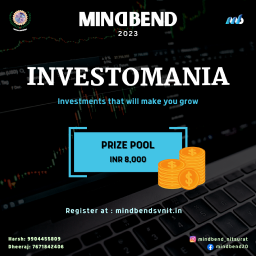 MINDBEND
2023
INVESTOMANIA
Investments that will make you grow
PRIZE POOL
INR 8,000
Register at : mindbendsvnit.in
Harsh: 9904455809
Dheeraj: 7671842406
mindbend_nitsurat
mindbend20